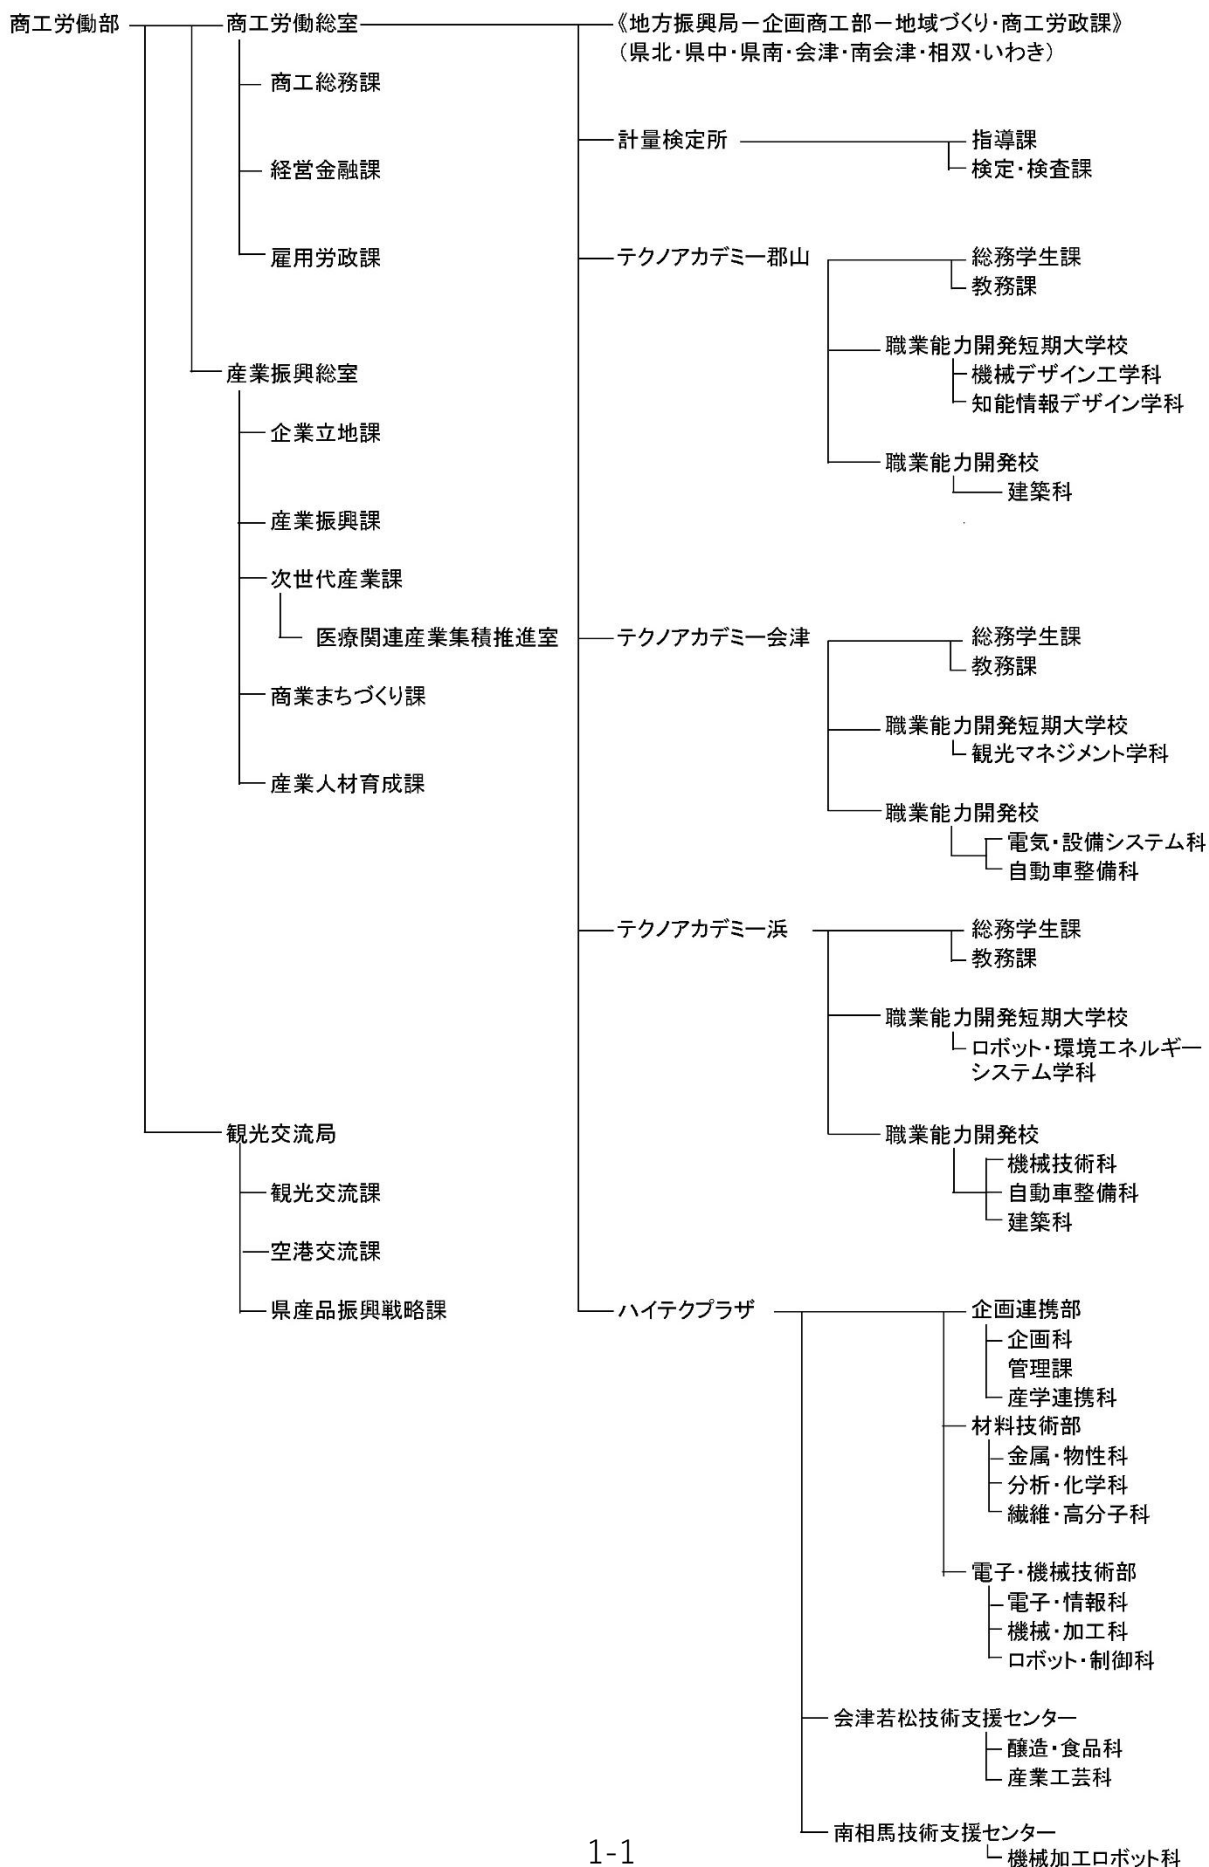 商工労働部
商工労働総室
商工総務課
経営金融課
雇用労政課
産業振興総室
企業立地課
産業振興課
次世代産業課
医療関連産業集積推進室
商業まちづくり課
産業人材育成課
観光交流局
観光交流課
空港交流課
県産品振興戦略課
《地方振興局－企画商工部－地域づくり・商工労政課》
（県北・県中・県南・会津・南会津・相双・いわき）
計量検定所
指導課
検定・検査課
テクノアカデミー郡山
総務学生課
教務課
職業能力開発短期大学校
機械デザイン工学科
知能情報デザイン学科
職業能力開発校
建築科
テクノアカデミー会津
総務学生課
教務課
職業能力開発短期大学校
観光マネジメント学科
職業能力開発校
電気・設備システム科
自動車整備科
テクノアカデミー浜
総務学生課
教務課
職業能力開発短期大学校
ロボット・環境エネルギー
システム学科
職業能力開発校
機械技術科
自動車整備科
建築科
ハイテクプラザ
企画連携部
企画科
管理課
産学連携科
材料技術部
金属・物性科
分析・化学科
繊維・高分子科
電子・機械技術部
電子・情報科
機械・加工科
ロボット・制御科
会津若松技術支援センター
醸造・食品科
産業工芸科
南相馬技術支援センター
機械加工ロボット科
1-1